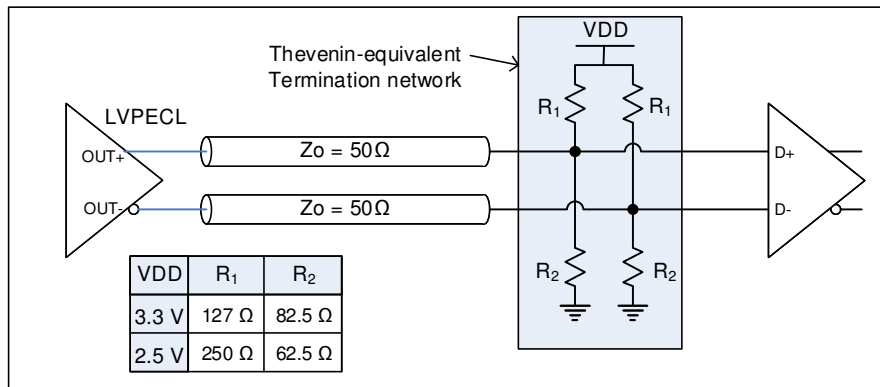 VDD
Thevenin-equivalent
Termination network
R₁ R₁
LVPECL
OUT+ Zo = 50Ω D+
OUT- Zo = 50Ω D-
R₂ R₂
VDD R₁ R₂
3.3 V 127 Ω 82.5 Ω
2.5 V 250 Ω 62.5 Ω